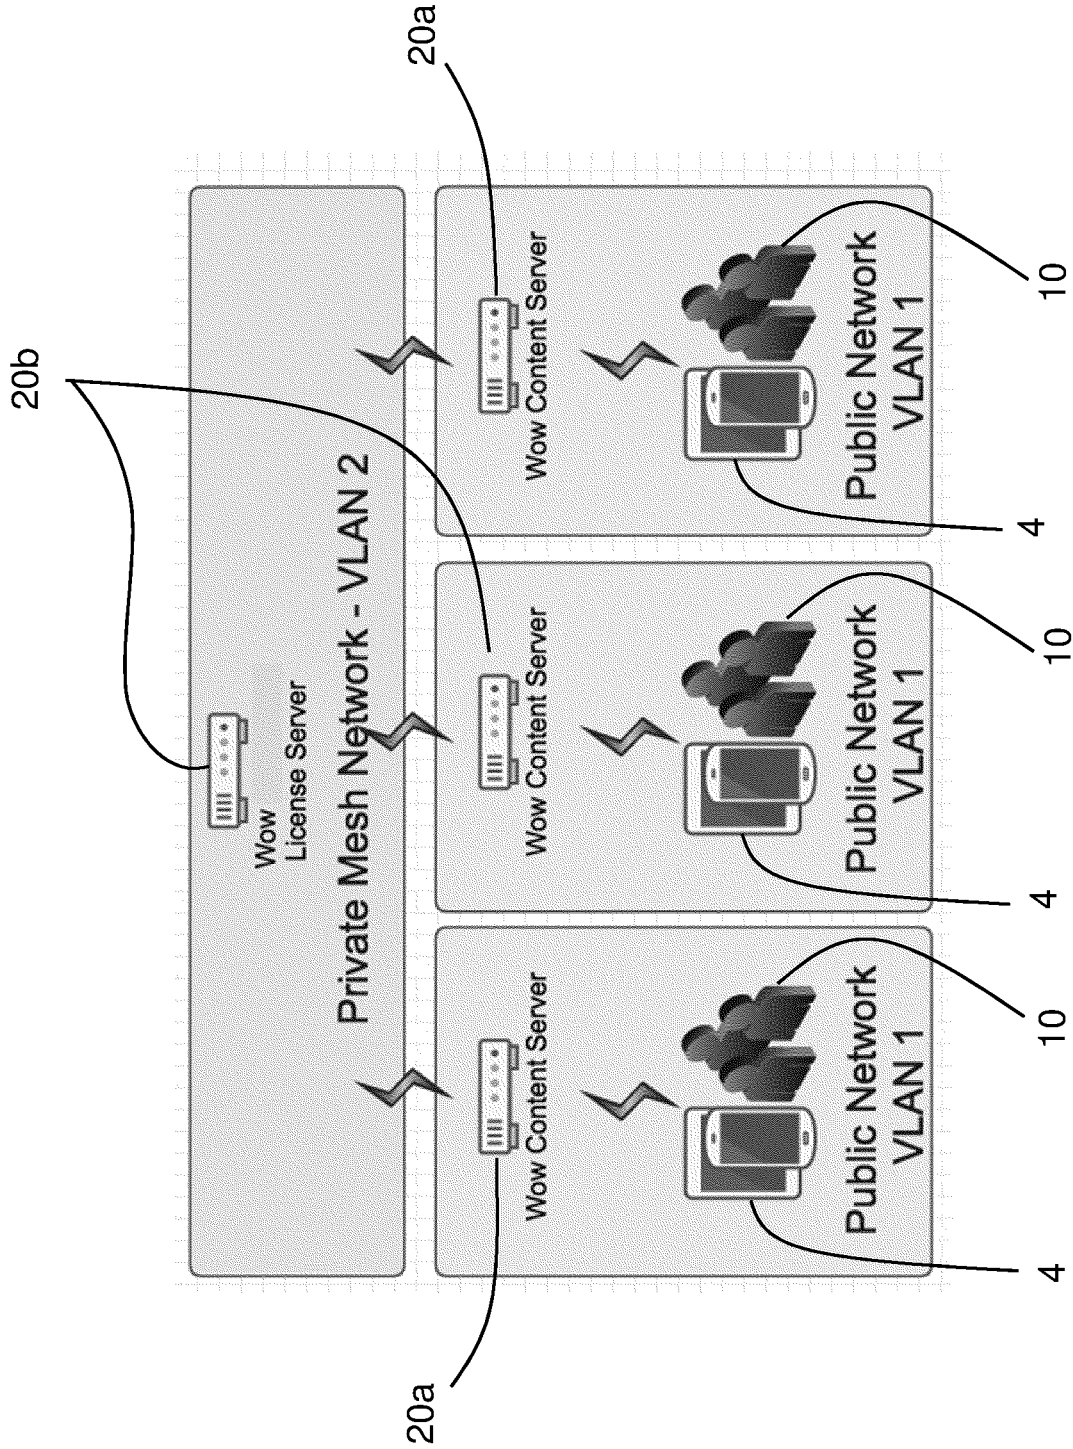 20b
20a
20a
Wow
License Server
Private Mesh Network - VLAN 2
Wow Content Server
Wow Content Server
Wow Content Server
Public Network
VLAN 1
Public Network
VLAN 1
Public Network
VLAN 1
4
10
4
10
4
10